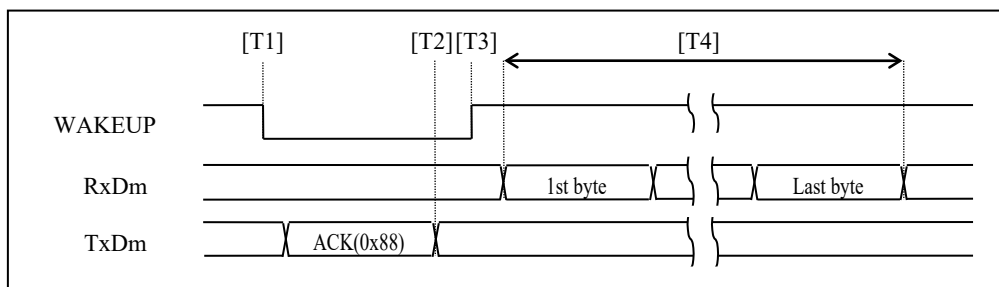 [T1] [T2] [T3] [T4]
WAKEUP
RxDm 1st byte Last byte
TxDm ACK(0x88)